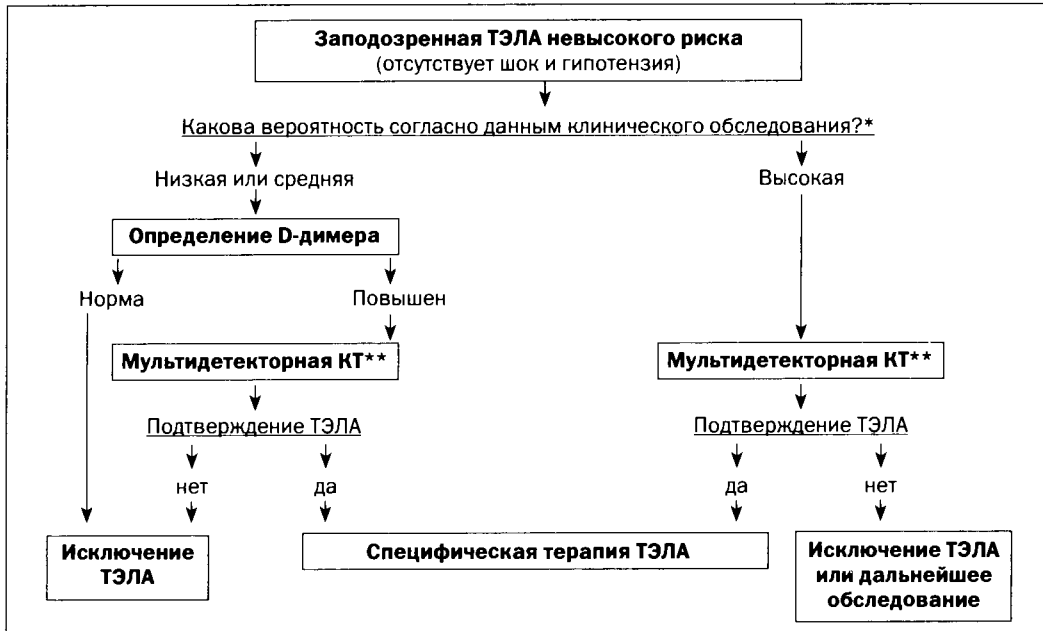 Заподозренная ТЭЛА невысокого риска
(отсутствует шок и гипотензия)
Какова вероятность согласно данным клинического обследования?*
Низкая или средняя
Высокая
Определение D-димера
Норма
Повышен
Мультидетекторная КТ**
Мультидетекторная КТ**
Подтверждение ТЭЛА
Подтверждение ТЭЛА
нет
да
да
нет
Исключение
ТЭЛА
Специфическая терапия ТЭЛА
Исключение ТЭЛА
или дальнейшее
обследование